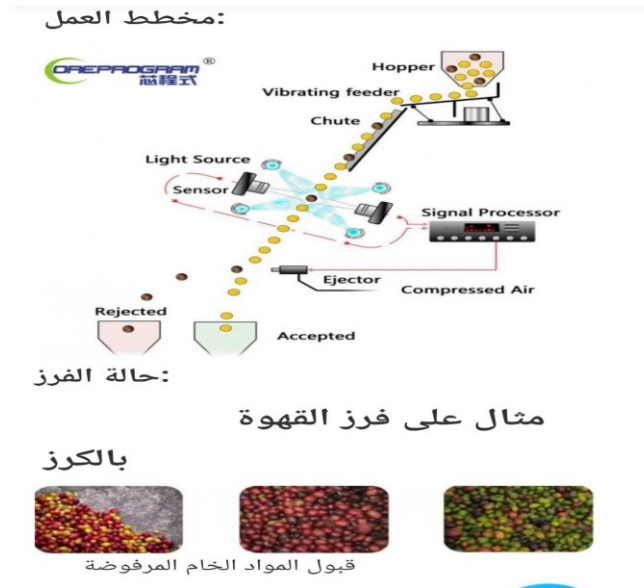 مخطط العمل:
OREPROGRAM®
芯程式
Hopper
Vibrating feeder
Chute
Light Source
Sensor
Signal Processor
Ejector
Compressed Air
Rejected
Accepted
حالة الفرز:
مثال على فرز القهوة
بالكرز
قبول المواد الخام المرفوضة